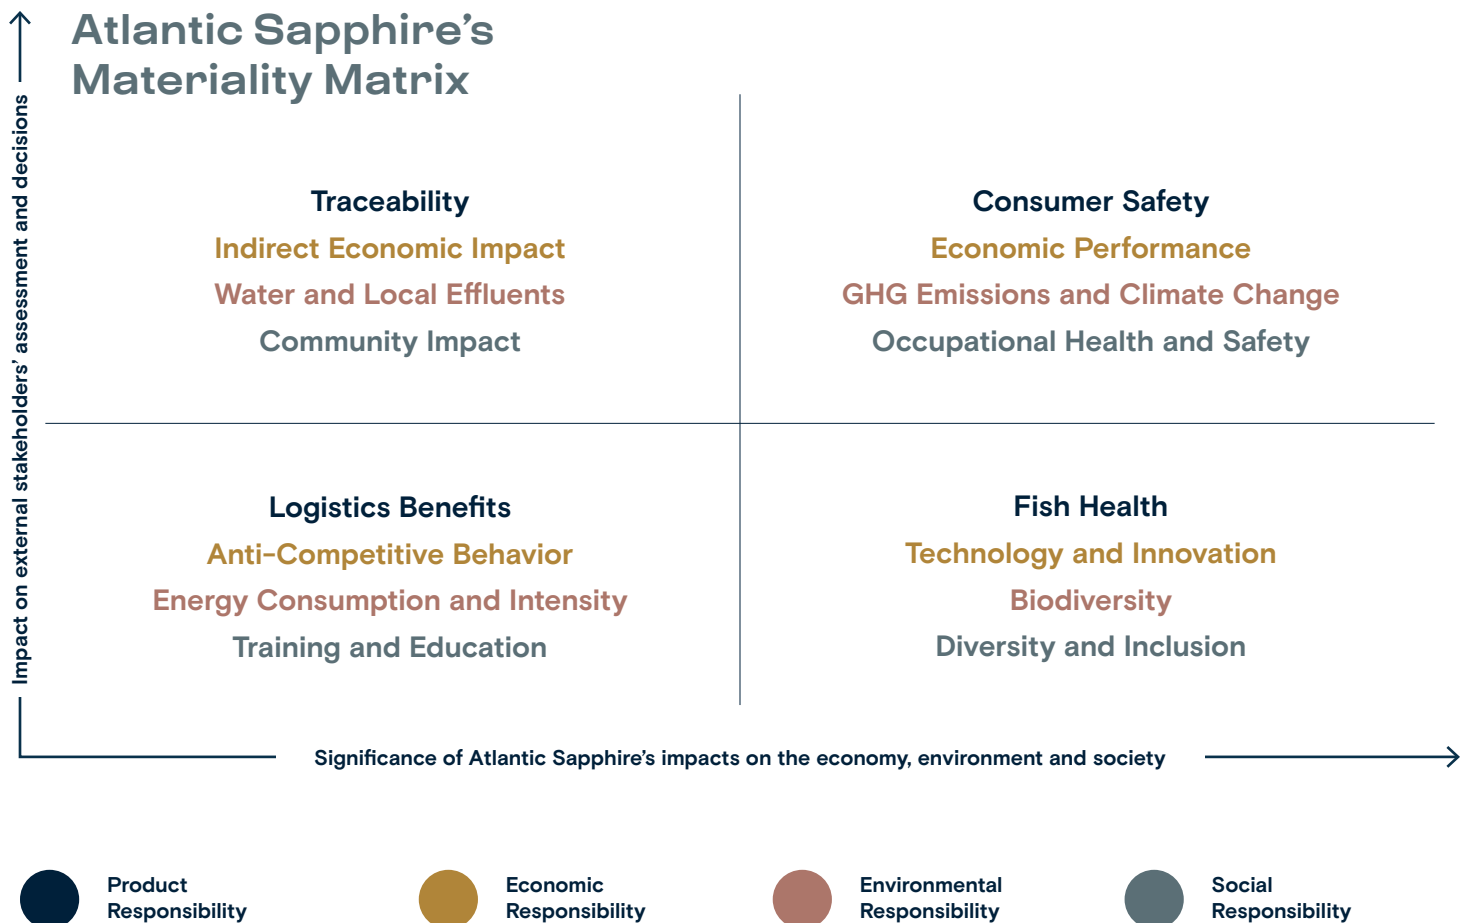 Atlantic Sapphire’s
Materiality Matrix
Impact on external stakeholders’ assessment and decisions
Traceability
Indirect Economic Impact
Water and Local Effluents
Community Impact
Consumer Safety
Economic Performance
GHG Emissions and Climate Change
Occupational Health and Safety
Logistics Benefits
Anti-Competitive Behavior
Energy Consumption and Intensity
Training and Education
Fish Health
Technology and Innovation
Biodiversity
Diversity and Inclusion
Significance of Atlantic Sapphire’s impacts on the economy, environment and society
Product
Responsibility
Economic
Responsibility
Environmental
Responsibility
Social
Responsibility